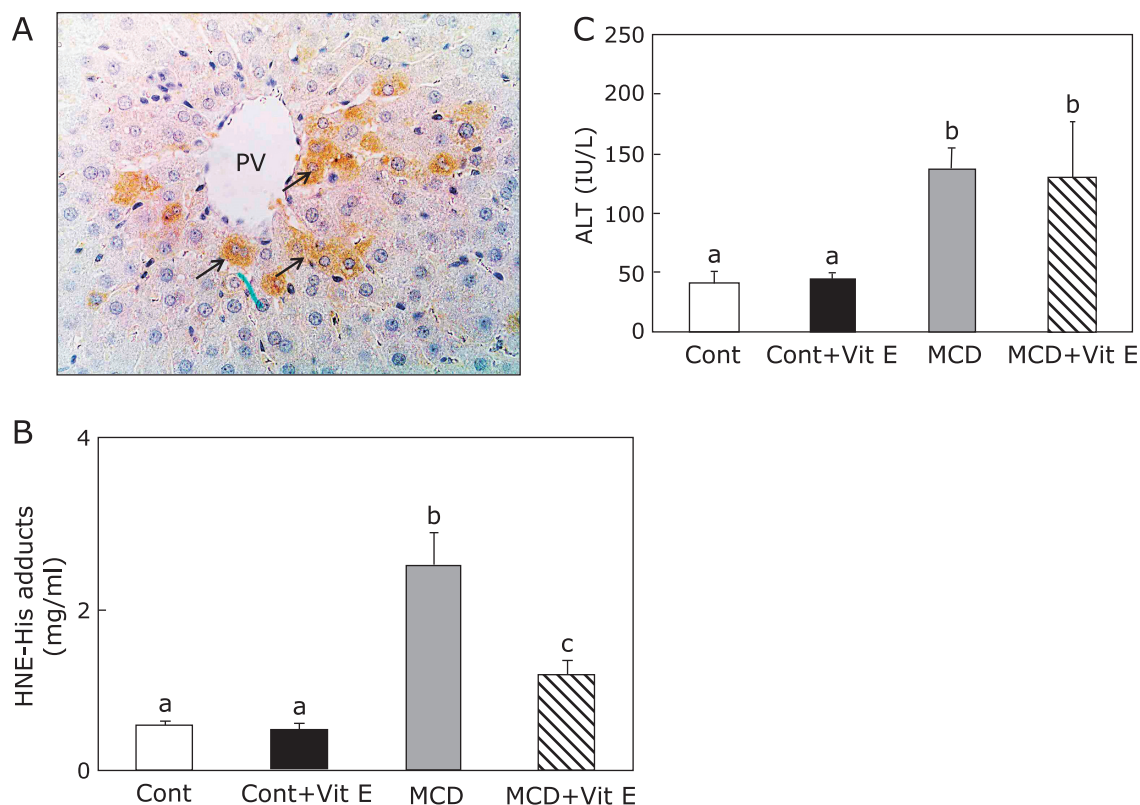 A
PV
B
HNE-His adducts
(mg/ml)
4
2
0
a
a
b
c
Cont
Cont+Vit E
MCD
MCD+Vit E
C
ALT (IU/L)
250
200
150
100
50
0
a
a
b
b
Cont
Cont+Vit E
MCD
MCD+Vit E